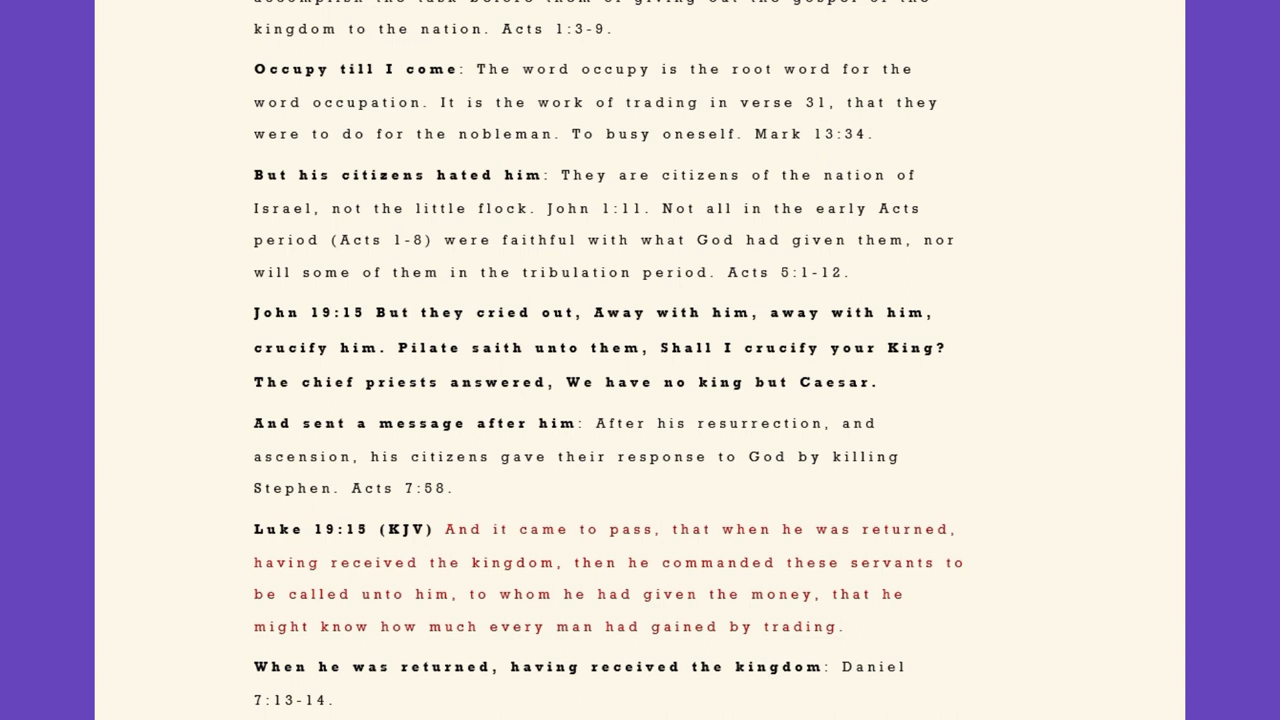 kingdom to the nation. Acts 1:3-9.
Occupy till I come: The word occupy is the root word for the
word occupation. It is the work of trading in verse 31, that they
were to do for the nobleman. To busy oneself. Mark 13:34.
But his citizens hated him: They are citizens of the nation of
Israel, not the little flock. John 1:11. Not all in the early Acts
period (Acts 1-8) were faithful with what God had given them, nor
will some of them in the tribulation period. Acts 5:1-12.
John 19:15 But they cried out, Away with him, away with him,
crucify him. Pilate saith unto them, Shall I crucify your King?
The chief priests answered, We have no king but Caesar.
And sent a message after him: After his resurrection, and
ascension, his citizens gave their response to God by killing
Stephen. Acts 7:58.
Luke 19:15 (KJV) And it came to pass, that when he was returned,
having received the kingdom, then he commanded these servants to
be called unto him, to whom he had given the money, that he
might know how much every man had gained by trading.
When he was returned, having received the kingdom: Daniel
7:13-14.